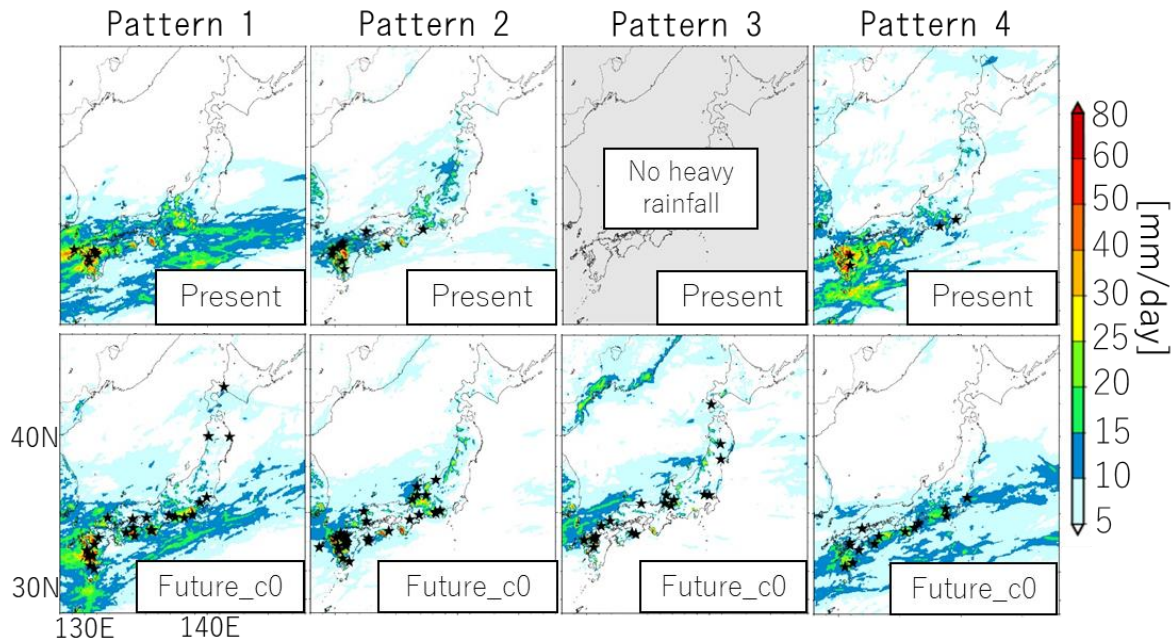 Pattern 1
Pattern 2
Pattern 3
Pattern 4
No heavy
rainfall
Present
Present
Present
Present
80
60
50
40
30
25
20
15
10
5
[mm/day]
40N
30N
Future_c0
Future_c0
Future_c0
Future_c0
130E
140E